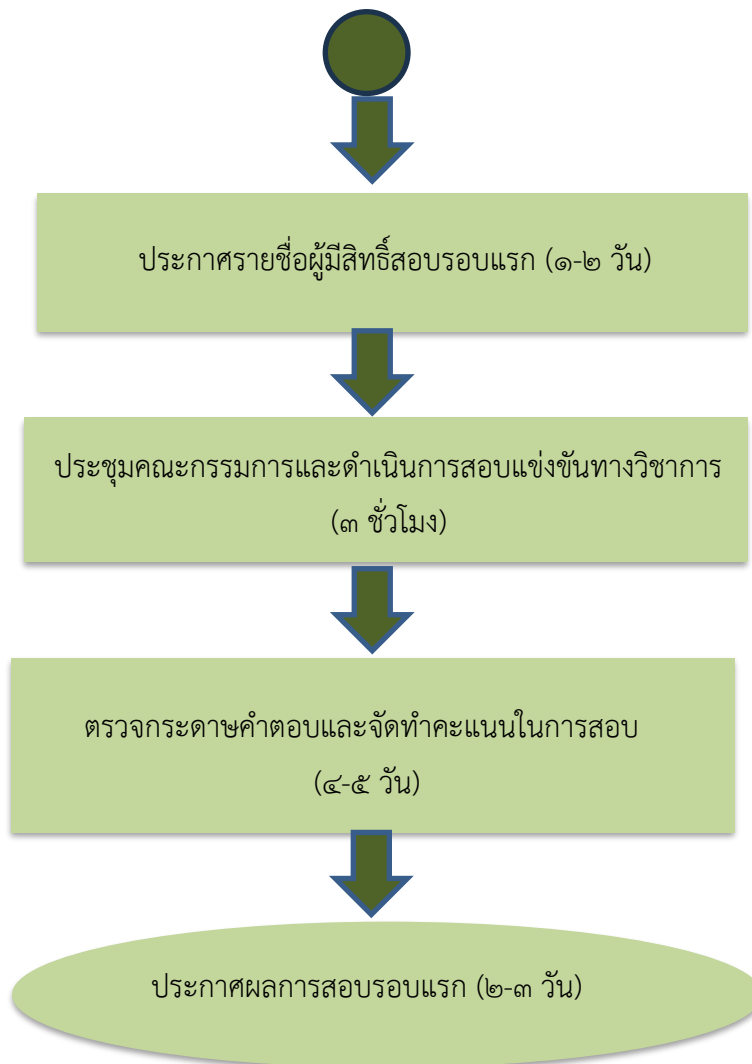 ประกาศรายชื่อผู้มีสิทธิ์สอบรอบแรก (๑-๒ วัน)
ประชุมคณะกรรมการและดำเนินการสอบแข่งขันทางวิชาการ
(๓ ชั่วโมง)
ตรวจกระดาษคำตอบและจัดทำคะแนนในการสอบ
(๔-๕ วัน)
ประกาศผลการสอบรอบแรก (๒-๓ วัน)